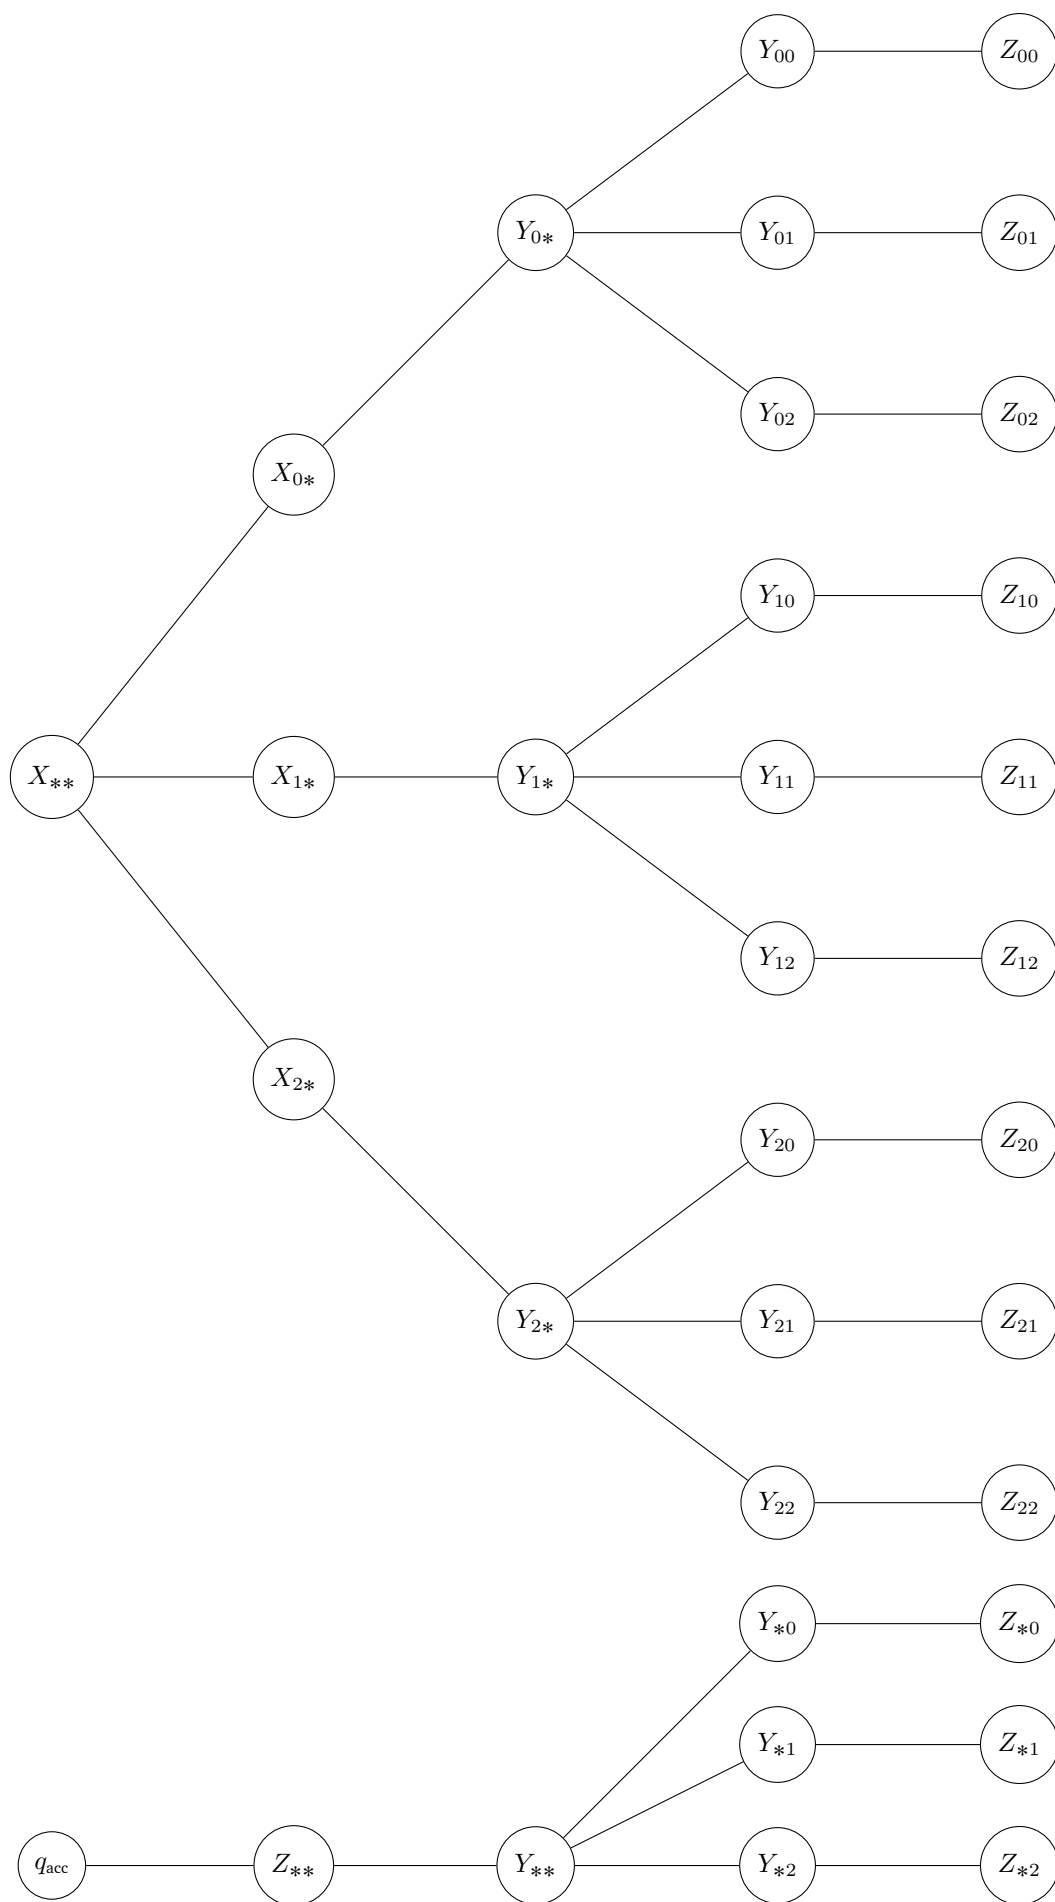 Y₀₀ Z₀₀
Y₀∗ Y₀₁ Z₀₁
Y₀₂ Z₀₂
X₀∗
Y₁₀ Z₁₀
X∗∗ X₁∗ Y₁∗ Y₁₁ Z₁₁
Y₁₂ Z₁₂
X₂∗
Y₂₀ Z₂₀
Y₂∗ Y₂₁ Z₂₁
Y₂₂ Z₂₂
Y∗₀ Z∗₀
Y∗₁ Z∗₁
q_acc Z∗∗ Y∗∗ Y∗₂ Z∗₂